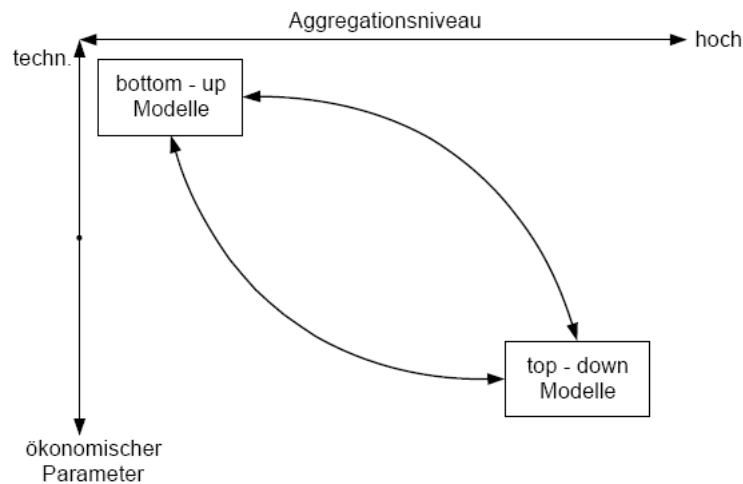 Aggregationsniveau
hoch
techn.
bottom - up
Modelle
top - down
Modelle
ökonomischer
Parameter